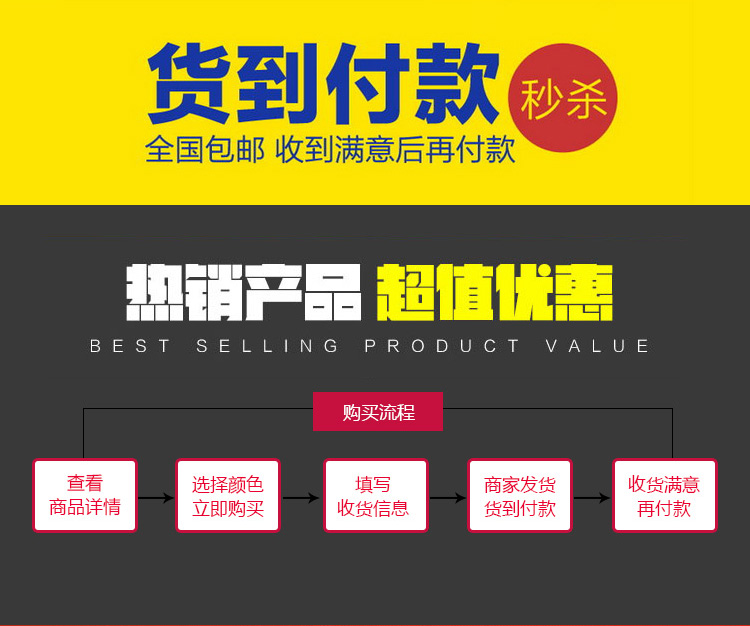 货到付款
秒杀
全国包邮 收到满意后再付款
热销产品 超值优惠
BEST SELLING PRODUCT VALUE
购买流程
查看
商品详情
选择颜色
立即购买
填写
收货信息
商家发货
货到付款
收货满意
再付款